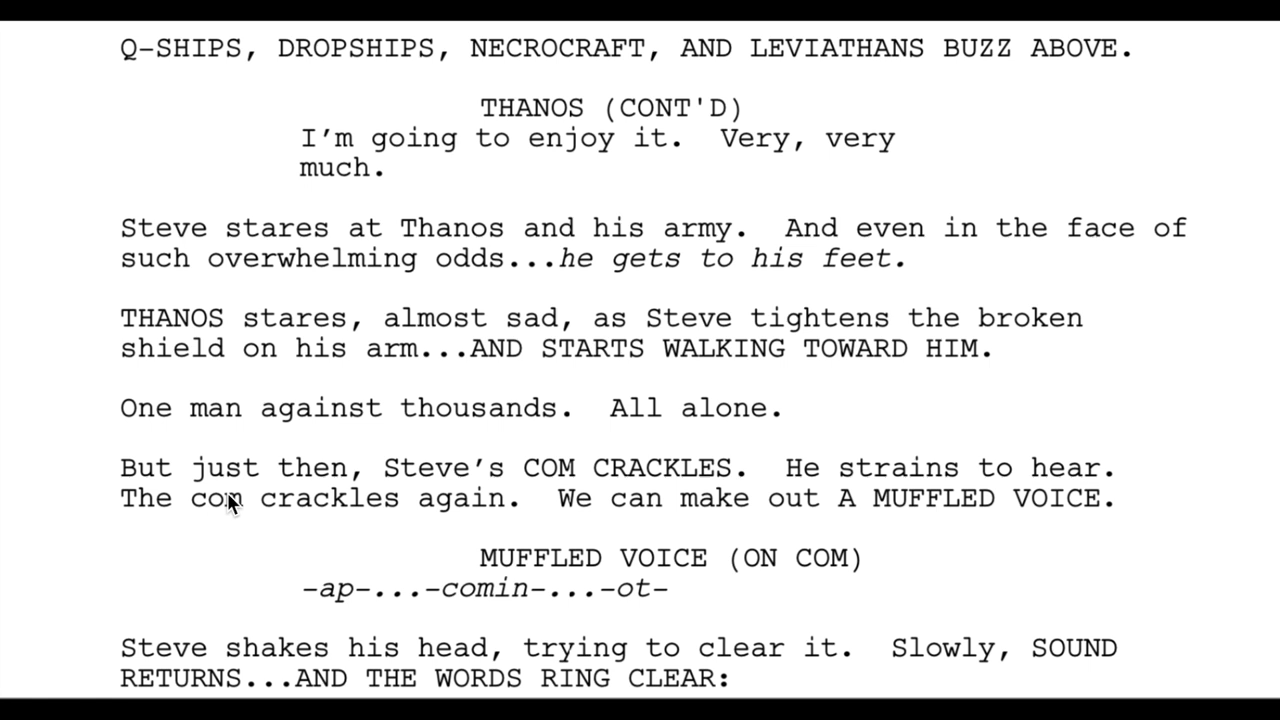 Q-SHIPS, DROPSHIPS, NECROCRAFT, AND LEVIATHANS BUZZ ABOVE.
THANOS (CONT'D)
I'm going to enjoy it.  Very, very
much.
Steve stares at Thanos and his army.  And even in the face of
such overwhelming odds...he gets to his feet.
THANOS stares, almost sad, as Steve tightens the broken
shield on his arm...AND STARTS WALKING TOWARD HIM.
One man against thousands.  All alone.
But just then, Steve's COM CRACKLES.  He strains to hear.
The com crackles again.  We can make out A MUFFLED VOICE.
MUFFLED VOICE (ON COM)
-ap-...-comin-...-ot-
Steve shakes his head, trying to clear it.  Slowly, SOUND
RETURNS...AND THE WORDS RING CLEAR: